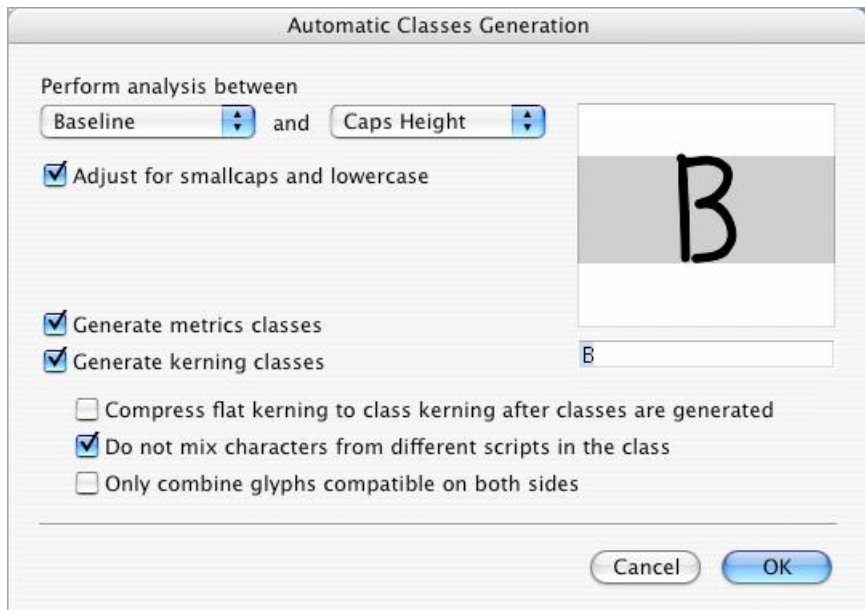 Automatic Classes Generation
Perform analysis between
Baseline and Caps Height
Adjust for smallcaps and lowercase
B
Generate metrics classes
Generate kerning classes
B
Compress flat kerning to class kerning after classes are generated
Do not mix characters from different scripts in the class
Only combine glyphs compatible on both sides
Cancel OK